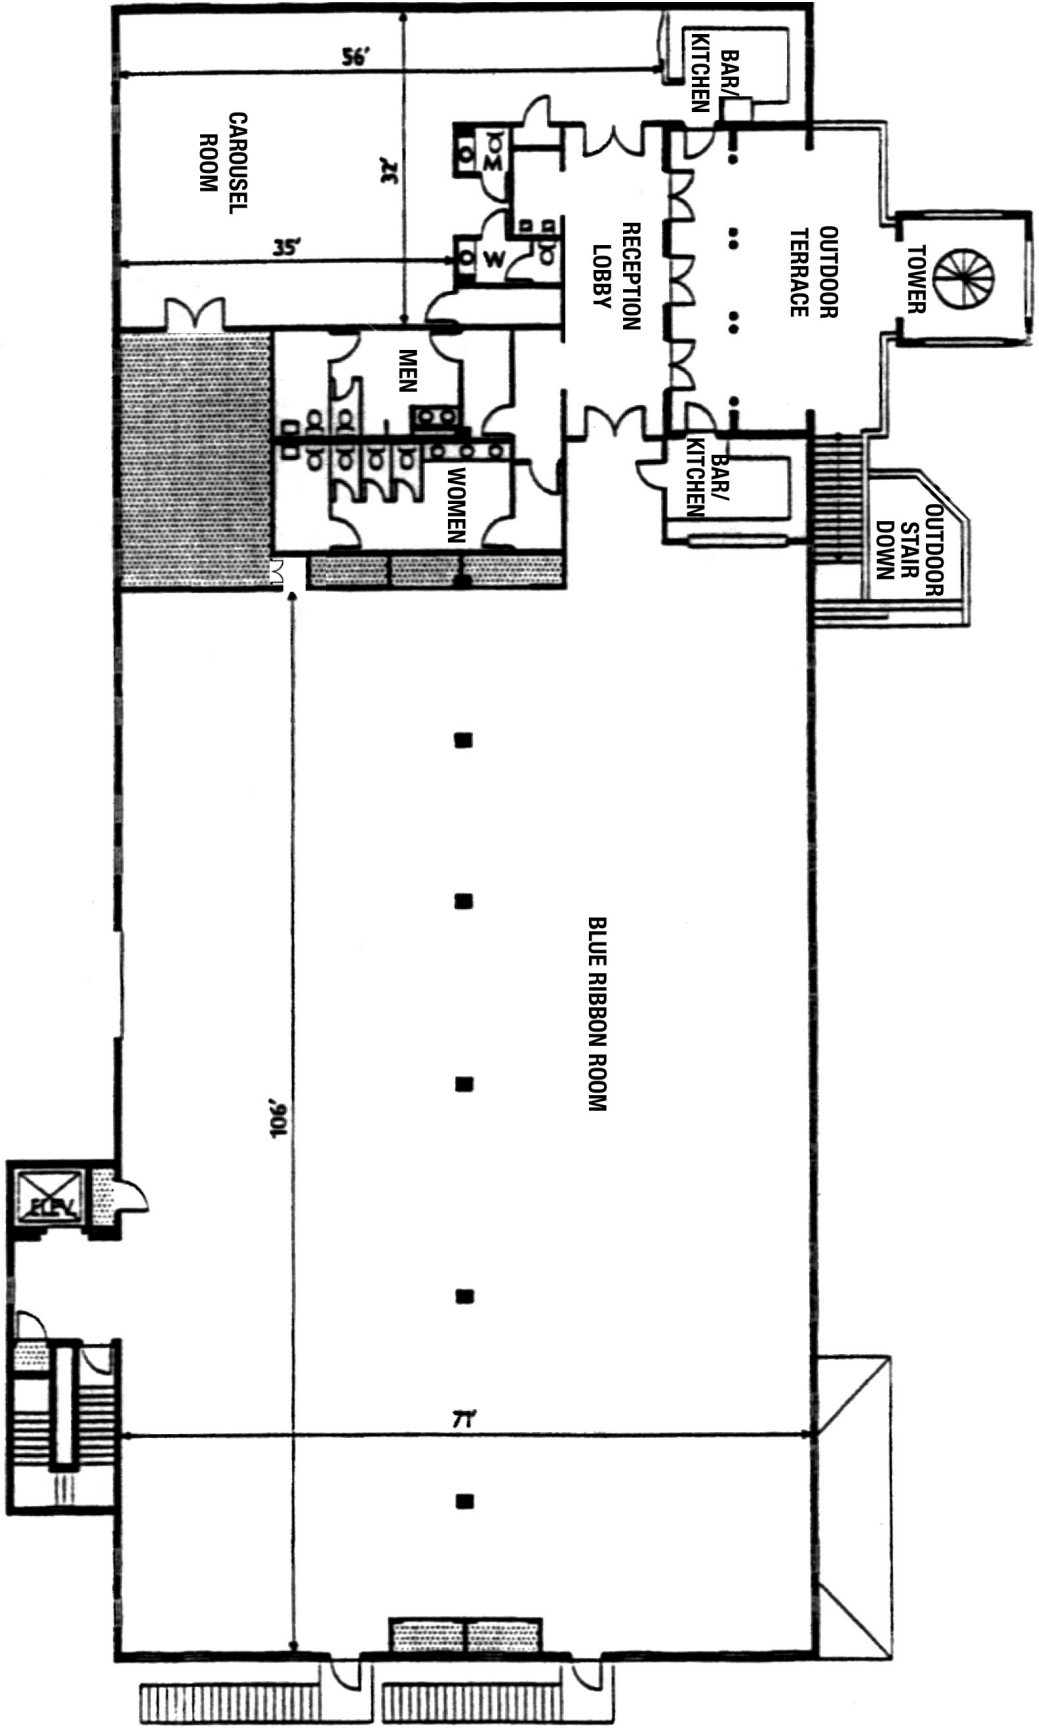 56'
BAR/
KITCHEN
CAROUSEL
ROOM
32'
M
W
35'
RECEPTION
LOBBY
OUTDOOR
TERRACE
TOWER
MEN
WOMEN
BAR/
KITCHEN
OUTDOOR
STAIR
DOWN
BLUE RIBBON ROOM
106'
ELEV.
71'